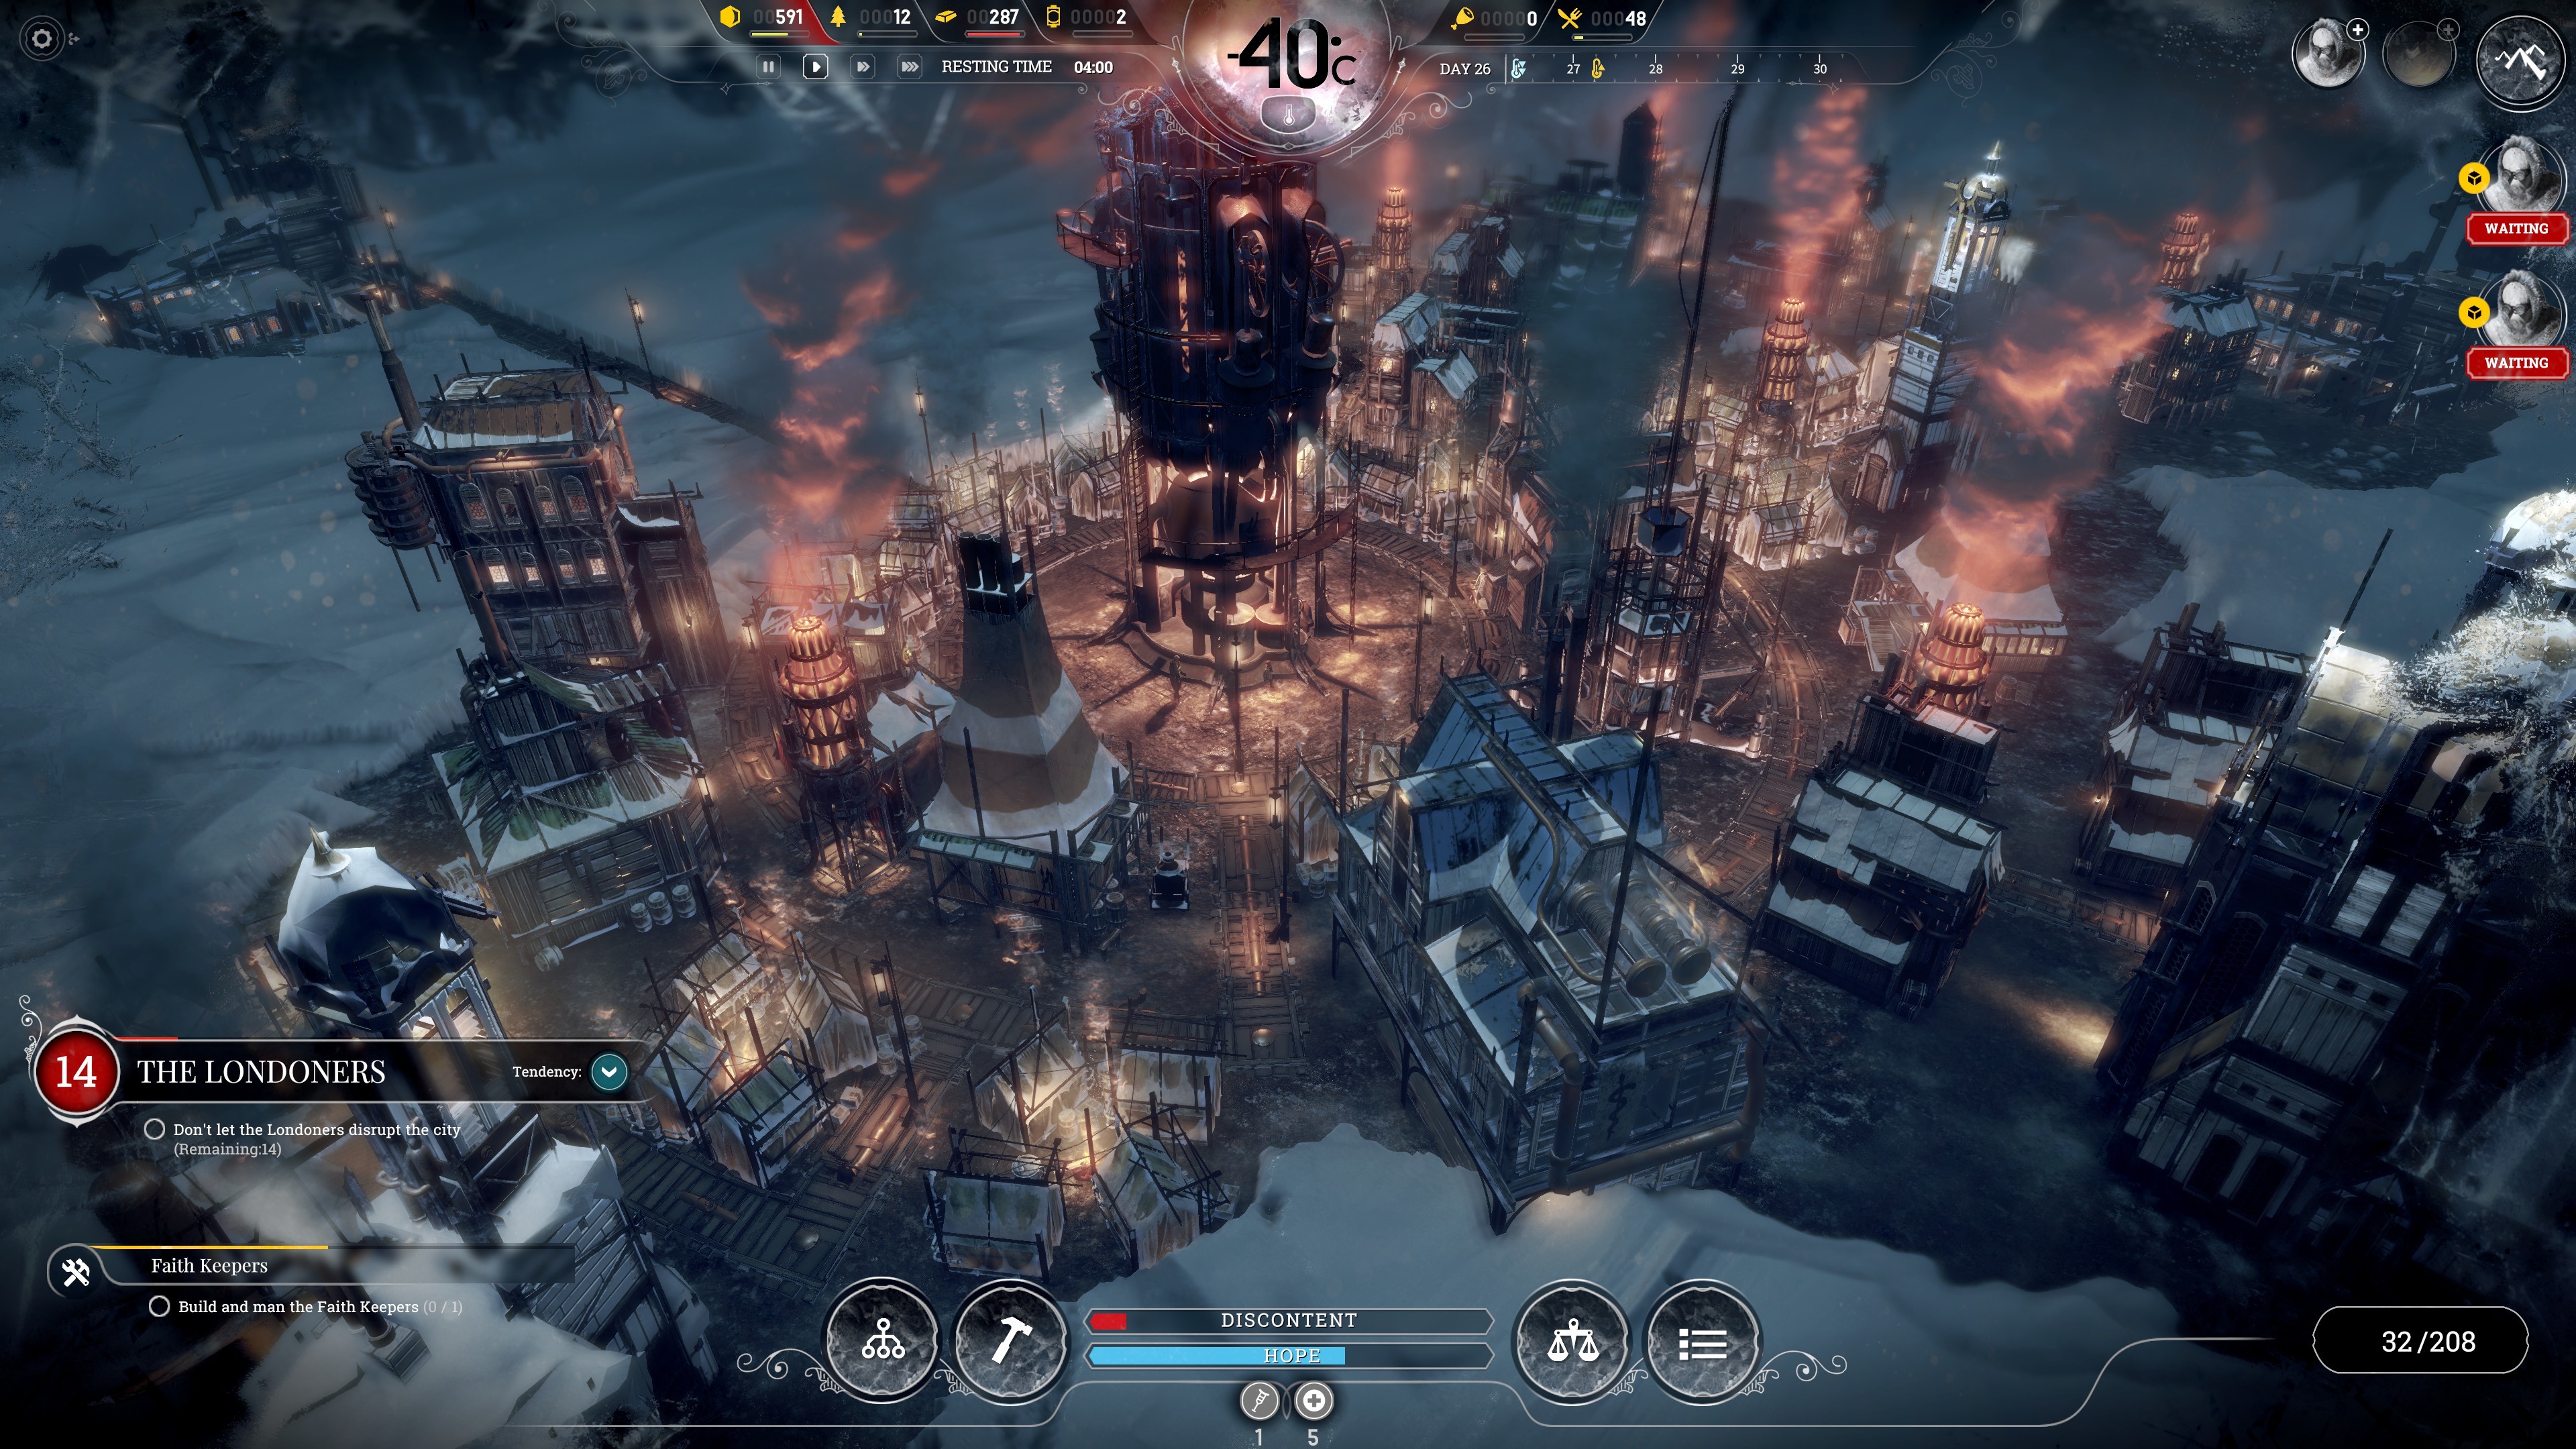 00591
00012
00287
00002
-40°C
00000
00048
RESTING TIME 04:00
DAY 26 27 28 29 30
WAITING
WAITING
14 THE LONDONERS Tendency:
Don't let the Londoners disrupt the city
(Remaining:14)
Faith Keepers
Build and man the Faith Keepers (0 / 1)
DISCONTENT
HOPE
1 5
32/208